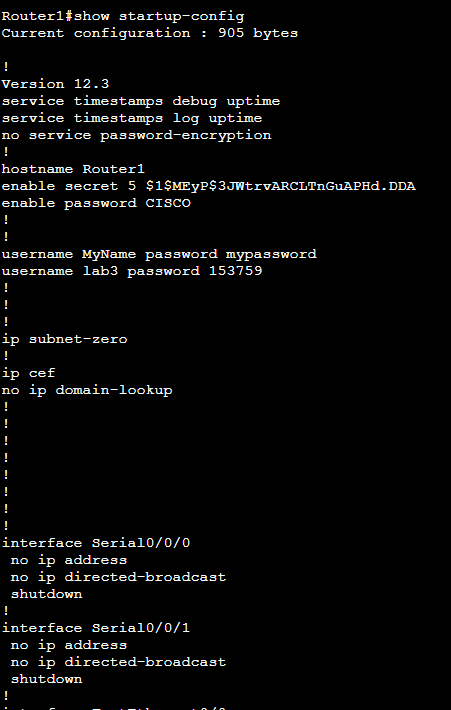 Router1#show startup-config
Current configuration : 905 bytes
!
Version 12.3
service timestamps debug uptime
service timestamps log uptime
no service password-encryption
!
hostname Router1
enable secret 5 $1$MEyP$3JWtrvARCLTnGuAPHd.DDA
enable password CISCO
!
!
username MyName password mypassword
username lab3 password 153759
!
!
!
ip subnet-zero
!
ip cef
no ip domain-lookup
!
!
!
!
!
!
!
!
interface Serial0/0/0
 no ip address
 no ip directed-broadcast
 shutdown
!
interface Serial0/0/1
 no ip address
 no ip directed-broadcast
 shutdown
!